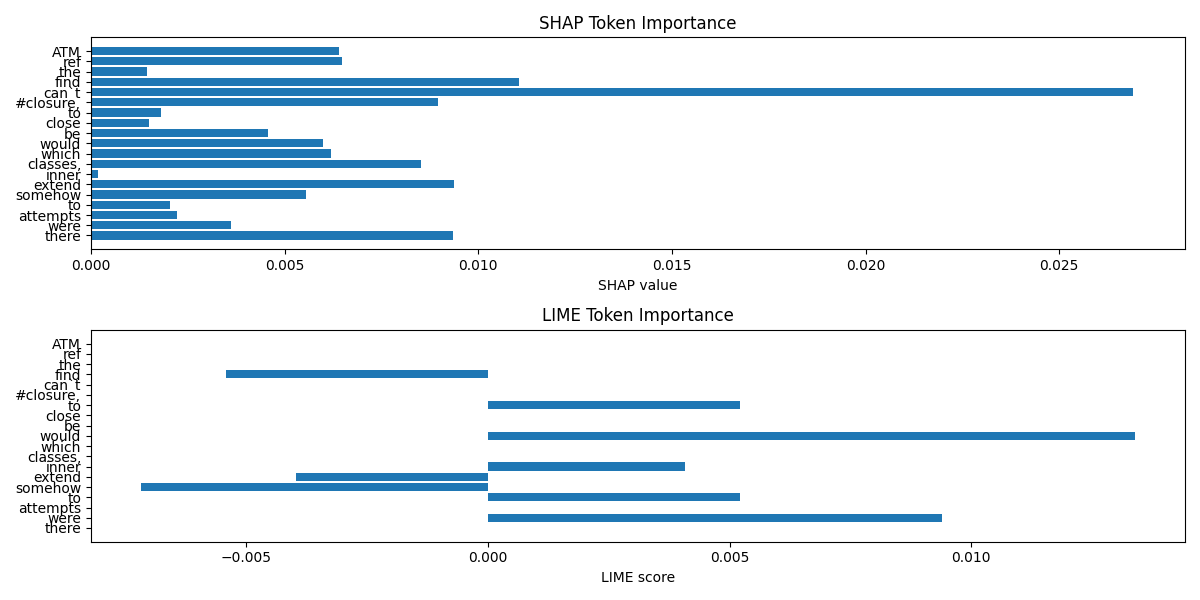 SHAP Token Importance
ATM
ref
the
find
can t
#closure,
to
close
be
would
which
classes,
inner
extend
somehow
to
attempts
were
there
0.000 0.005 0.010 0.015 0.020 0.025
SHAP value
LIME Token Importance
ATM
ref
the
find
can t
#closure,
to
close
be
would
which
classes,
inner
extend
somehow
to
attempts
were
there
−0.005 0.000 0.005 0.010
LIME score